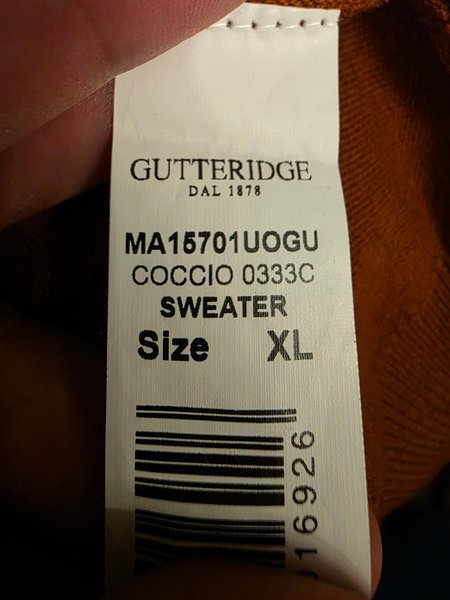 GUTTERIDGE
DAL 1878
MA15701UOGU
COCCIO 0333C
SWEATER
Size XL
16926